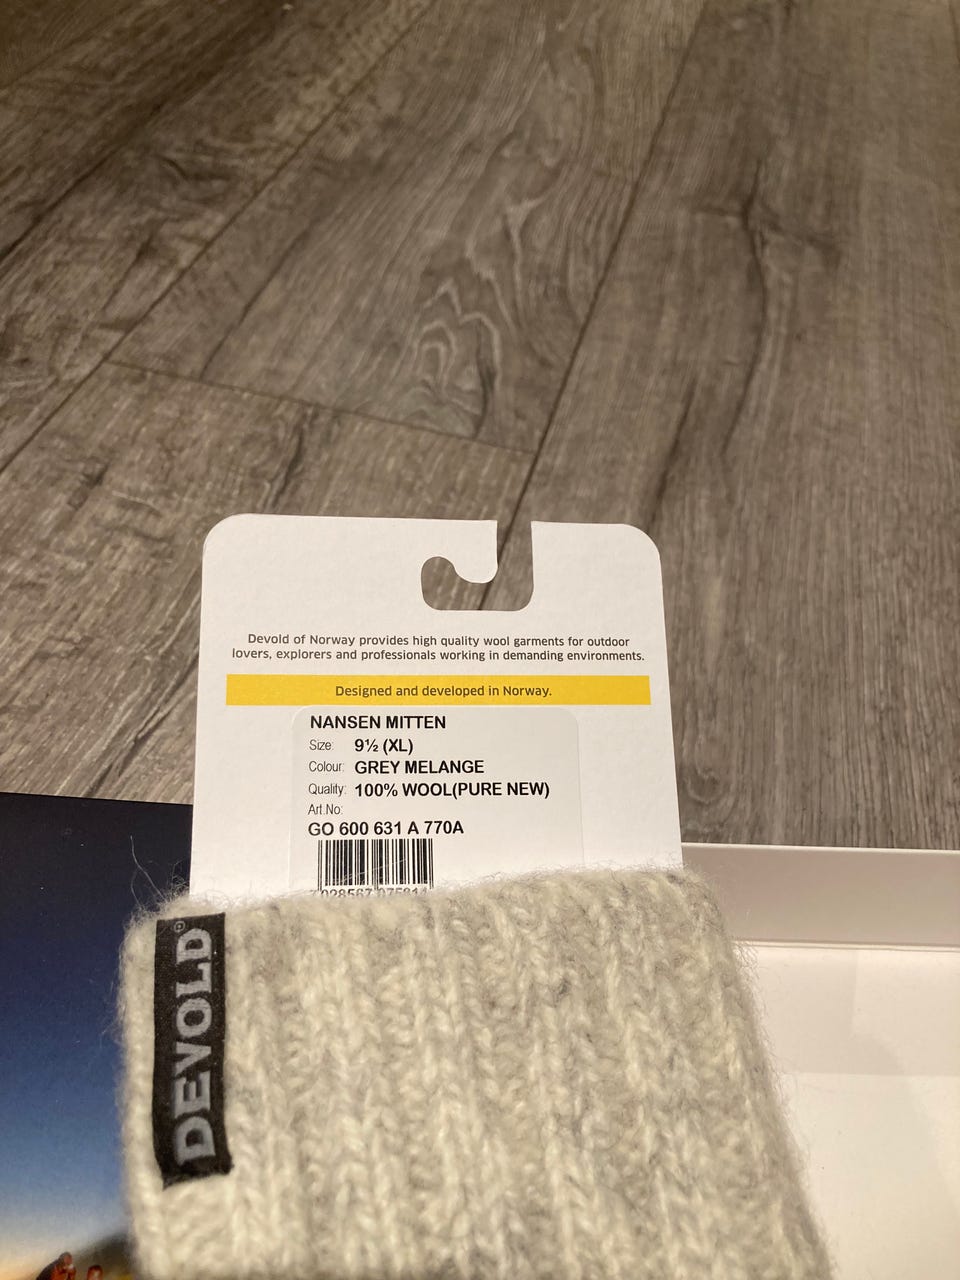 Devold of Norway provides high quality wool garments for outdoor
lovers, explorers and professionals working in demanding environments.
Designed and developed in Norway.
NANSEN MITTEN
Size: 9½ (XL)
Colour: GREY MELANGE
Quality: 100% WOOL(PURE NEW)
Art.No:
GO 600 631 A 770A
DEVOLD®